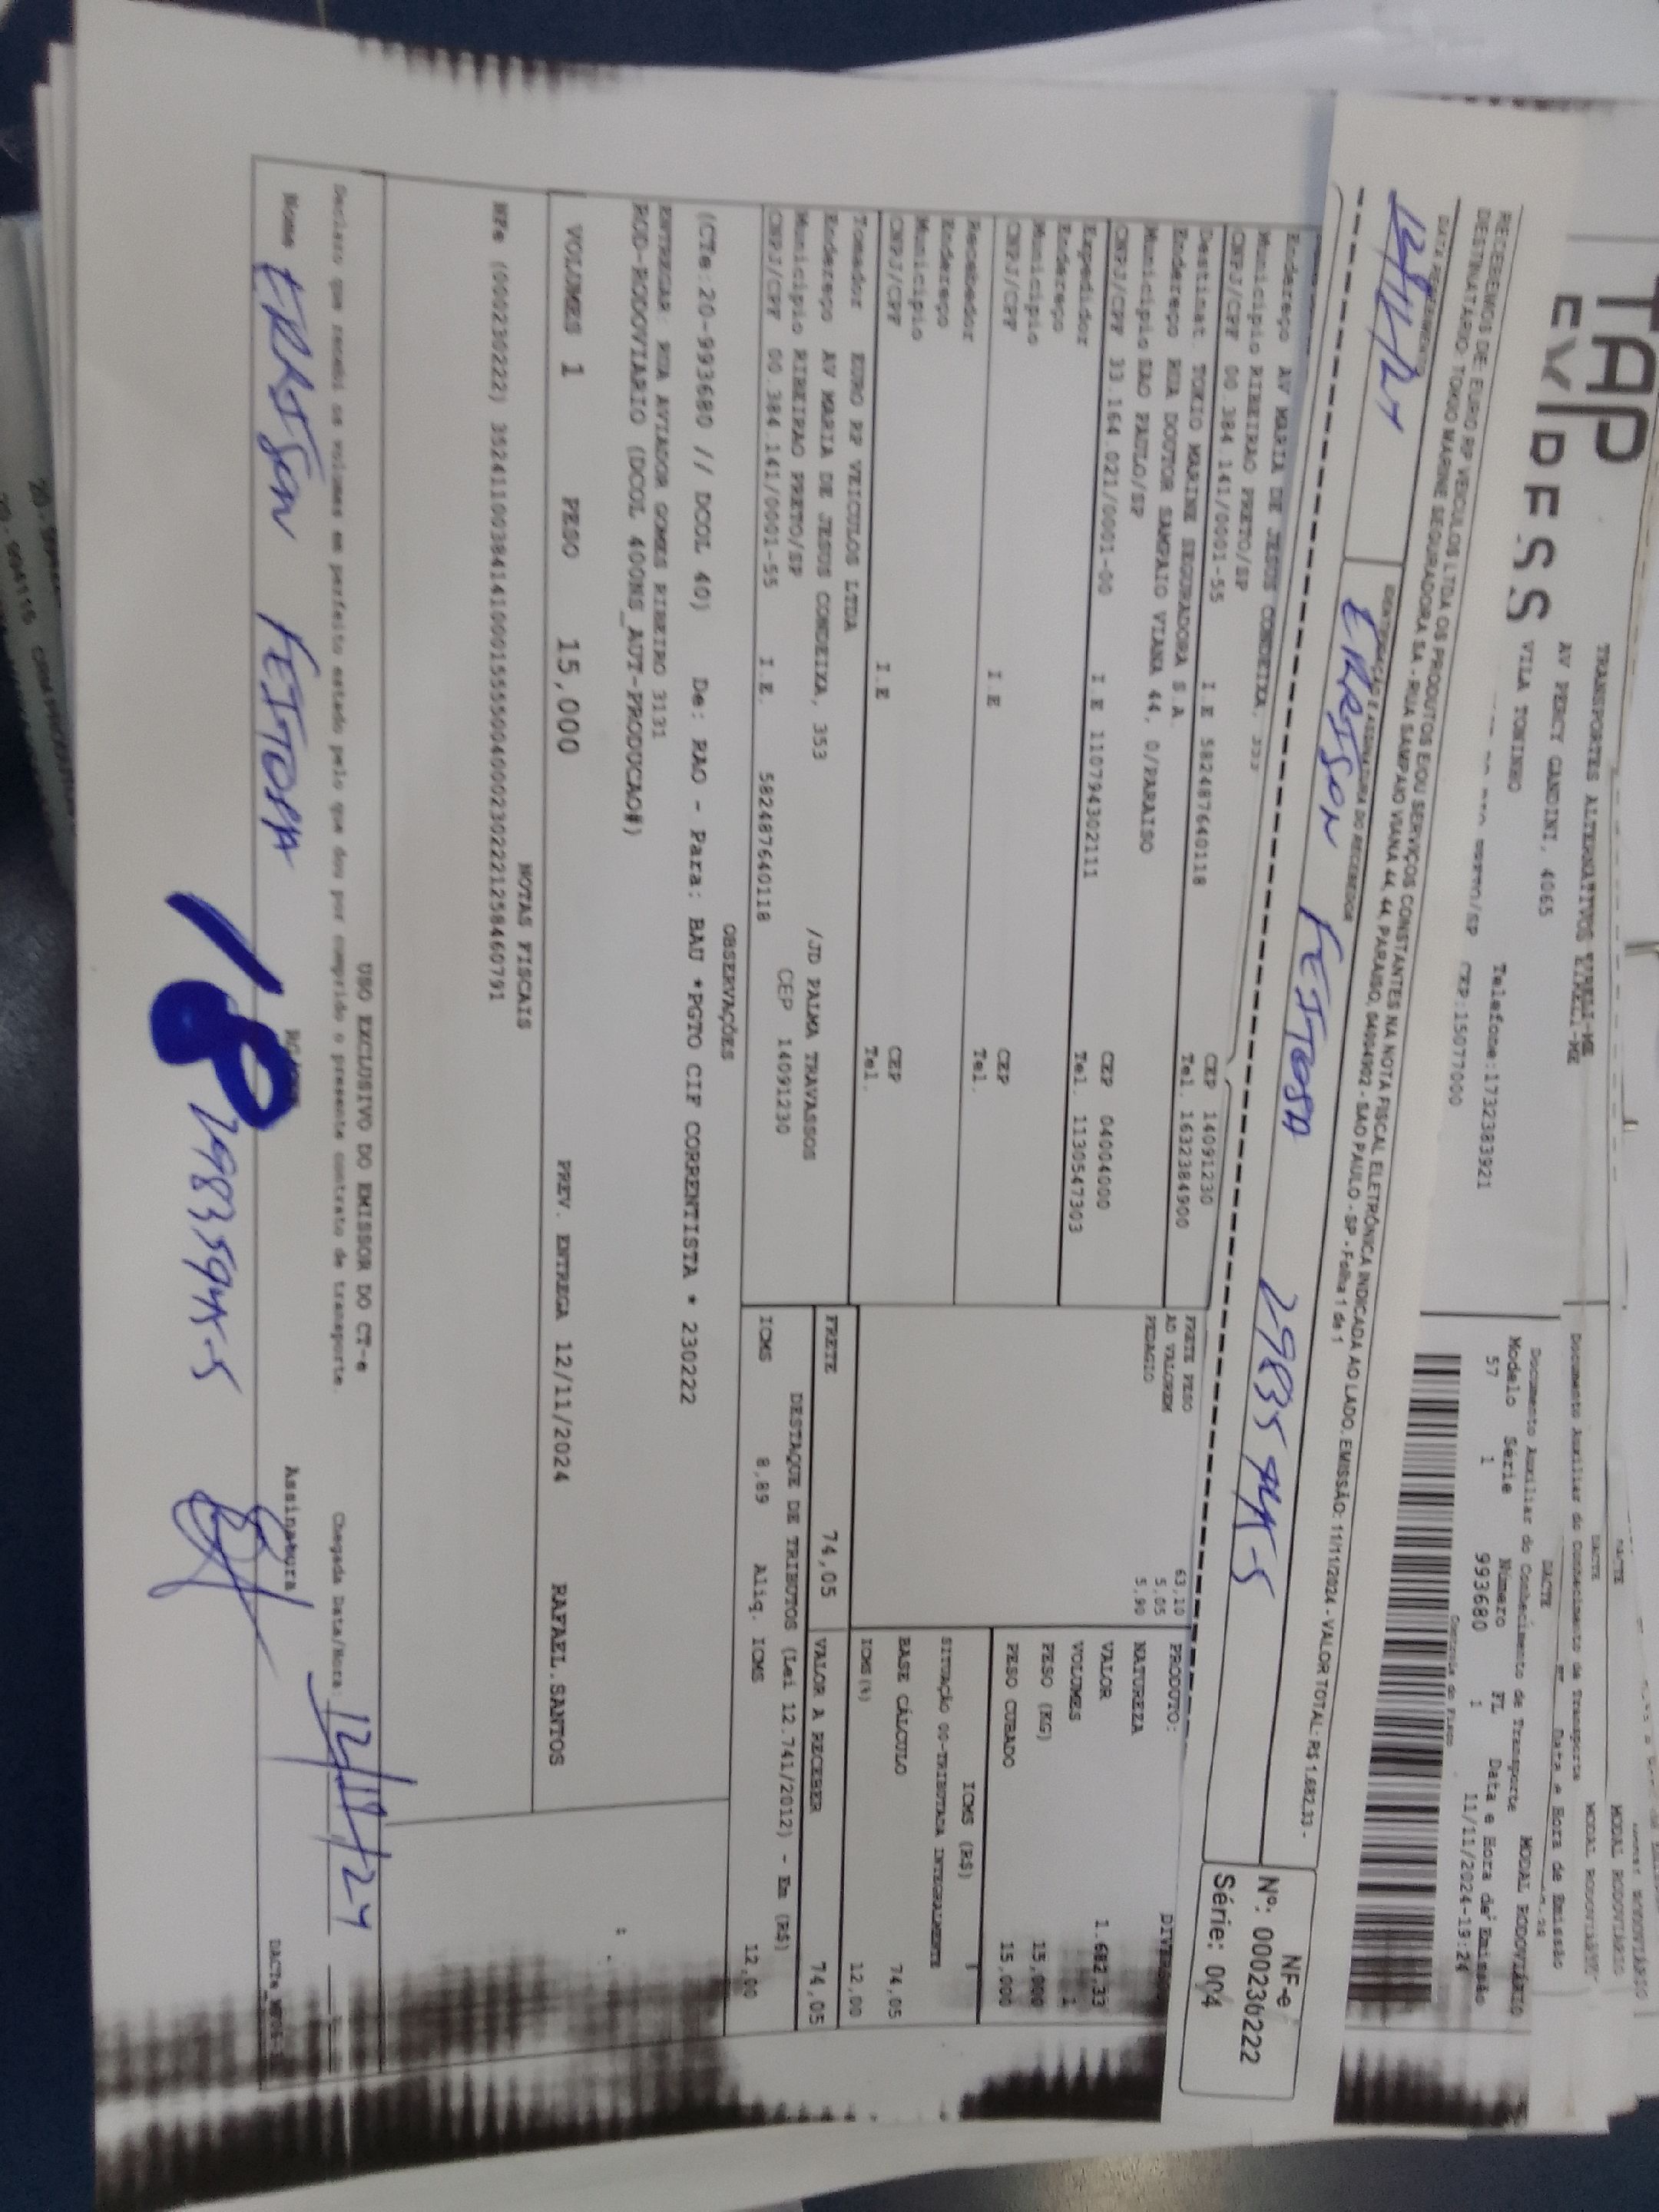 TAP
EXPRESS
TRANSPORTES ALTERNATIVOS EIRELI-ME
AV PERCY GANDINI, 4065
VILA TONINHO
Telefone:1732383921
CEP:15077000
Documento Auxiliar do Conhecimento de Transporte
DACTE
MODAL RODOVIÁRIO
Modelo Série Número FL Data e Hora de Emissão
57 1 993680 1 11/11/2024-19:24
Controle do Fisco
RECEBEMOS DE: EURO RP VEICULOS LTDA OS PRODUTOS E/OU SERVIÇOS CONSTANTES NA NOTA FISCAL ELETRÔNICA INDICADA AO LADO. EMISSÃO: 11/11/2024 - VALOR TOTAL: R$ 1.682,33 -
DESTINATÁRIO: TOKIO MARINE SEGURADORA SA - RUA SAMPAIO VIANA 44, 44, PARAISO, 04004902 - SAO PAULO - SP - Folha 1 de 1
DATA RECEBIMENTO
IDENTIFICAÇÃO E ASSINATURA DO RECEBEDOR
ERRISON FEITOSA
NF-e
Nº: 000230222
Série: 004
Endereço AV MARIA DE JESUS CONDEIXA,
Município RIBEIRAO PRETO/SP CEP 14091230
CNPJ/CPF 00.384.141/0001-55 I.E 582487640118 Tel. 1632384900
Destinat. TOKIO MARINE SEGURADORA S.A.
Endereço RUA DOUTOR SAMPAIO VIANA 44, 0/PARAISO
Município SAO PAULO/SP CEP 04004000
CNPJ/CPF 33.164.021/0001-00 I.E 110794302111 Tel. 1130547303
Expedidor
Endereço
Município CEP
CNPJ/CPF I.E Tel.
Recebedor
Endereço
Município CEP
CNPJ/CPF I.E Tel.
Tomador EURO RP VEICULOS LTDA
Endereço AV MARIA DE JESUS CONDEIXA, 353 /JD PALMA TRAVASSOS
Município RIBEIRAO PRETO/SP CEP 14091230
CNPJ/CPF 00.384.141/0001-55 I.E. 582487640118
FRETE PESO 63,10
AD VALOREM 5,05
PEDAGIO 5,90
PRODUTO:
NATUREZA
VALOR 1.682,33
VOLUMES 1
PESO (KG) 15,000
PESO CUBADO 15,000
ICMS (R$)
SITUAÇÃO 00-TRIBUTADA INTEGRALMENTE
BASE CÁLCULO 74,05
ICMS(%) 12,00
FRETE 74,05 VALOR A RECEBER 74,05
DESTAQUE DE TRIBUTOS (Lei 12.741/2012) - Em (R$)
ICMS 8,89 Aliq. ICMS 12,00
OBSERVAÇÕES
(CTe:20-993680 // DCOL 40) De: RAO - Para: BAU *PGTO CIF CORRENTISTA * 230222
ENTREGAR: RUA AVIADOR GOMES RIBEIRO 3131
ROD-RODOVIARIO (DCOL 400NS_AUT-PRODUCAO#)
VOLUMES 1 PESO 15,000 PREV. ENTREGA 12/11/2024 RAFAEL.SANTOS
NOTAS FISCAIS
NFe (000230222)
USO EXCLUSIVO DO EMISSOR DO CT-e
Declaro que recebi os volumes em perfeito estado pelo que dou por cumprido o presente contrato de transporte. Chegada Data/Hora: 12/11/24
Nome ERRISON FEITOSA Assinatura